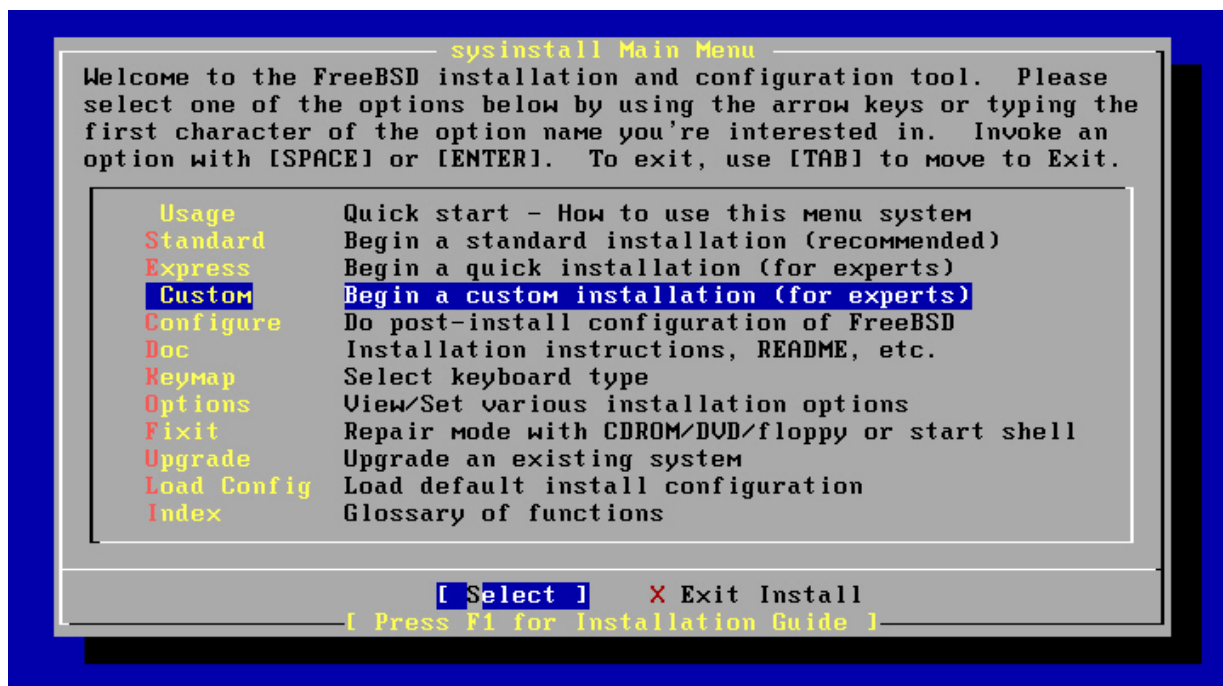 sysinstall Main Menu
Welcome to the FreeBSD installation and configuration tool.  Please
select one of the options below by using the arrow keys or typing the
first character of the option name you're interested in.  Invoke an
option with [SPACE] or [ENTER].  To exit, use [TAB] to move to Exit.
Usage Quick start - How to use this menu system
Standard Begin a standard installation (recommended)
Express Begin a quick installation (for experts)
Custom Begin a custom installation (for experts)
Configure Do post-install configuration of FreeBSD
Doc Installation instructions, README, etc.
Keymap Select keyboard type
Options View/Set various installation options
Fixit Repair mode with CDROM/DVD/floppy or start shell
Upgrade Upgrade an existing system
Load Config Load default install configuration
Index Glossary of functions
[ Select ] X Exit Install
[ Press F1 for Installation Guide ]